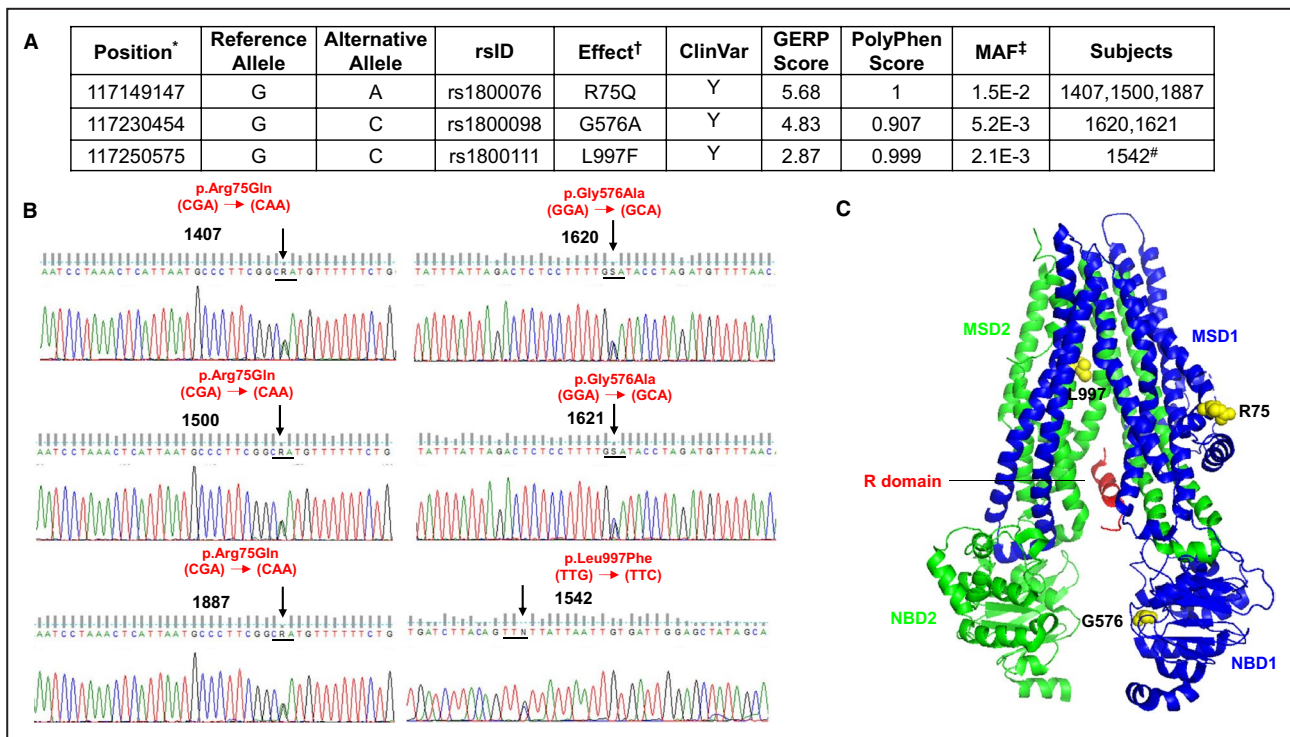 A
Position* Reference Allele Alternative Allele rsID Effect† ClinVar GERP Score PolyPhen Score MAF‡ Subjects
117149147 G A rs1800076 R75Q Y 5.68 1 1.5E-2 1407,1500,1887
117230454 G C rs1800098 G576A Y 4.83 0.907 5.2E-3 1620,1621
117250575 G C rs1800111 L997F Y 2.87 0.999 2.1E-3 1542#
B
p.Arg75Gln
(CGA) → (CAA)
1407
AATCCTAAACTCATTAATGCCCTTCGGCRATGTTTTTTCTG
p.Gly576Ala
(GGA) → (GCA)
1620
TATTTATTAGACTCTCCTTTTGSATACCTAGATGTTTTAAC
p.Arg75Gln
(CGA) → (CAA)
1500
AATCCTAAACTCATTAATGCCCTTCGGCRATGTTTTTTCTG
p.Gly576Ala
(GGA) → (GCA)
1621
TATTTATTAGACTCTCCTTTTGSATACCTAGATGTTTTAA
p.Arg75Gln
(CGA) → (CAA)
1887
AATCCTAAACTCATTAATGCCCTTCGGCRATGTTTTTTCTG
p.Leu997Phe
(TTG) → (TTC)
1542
TGATCTTACAGTTNTTATTAATTGTGATTGGAGCTATAGCA
C
MSD2
MSD1
L997
R75
R domain
NBD2
G576
NBD1